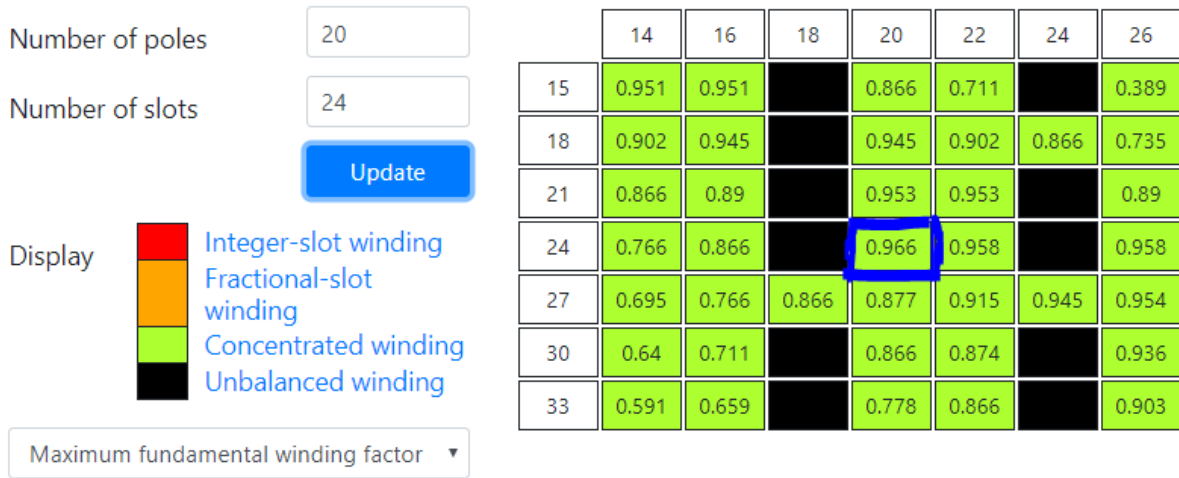 Number of poles 20
Number of slots 24
Update
Display
Integer-slot winding
Fractional-slot
winding
Concentrated winding
Unbalanced winding
Maximum fundamental winding factor
14 16 18 20 22 24 26
15 0.951 0.951 0.866 0.711 0.389
18 0.902 0.945 0.945 0.902 0.866 0.735
21 0.866 0.89 0.953 0.953 0.89
24 0.766 0.866 0.966 0.958 0.958
27 0.695 0.766 0.866 0.877 0.915 0.945 0.954
30 0.64 0.711 0.866 0.874 0.936
33 0.591 0.659 0.778 0.866 0.903